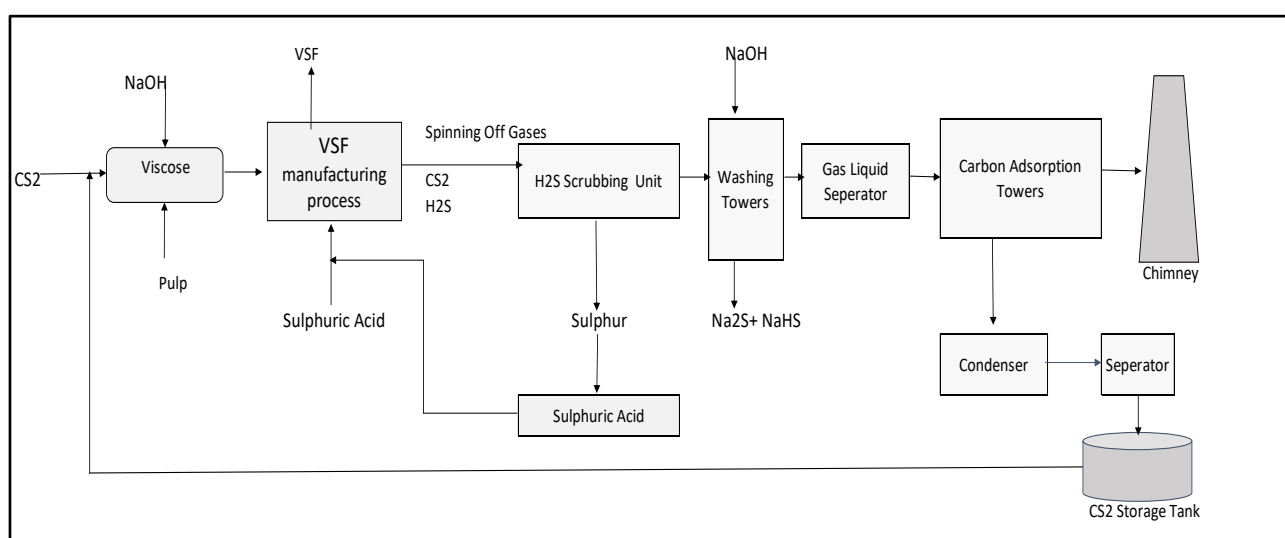 VSF
NaOH
NaOH
CS2
Viscose
VSF
manufacturing
process
Spinning Off Gases
CS2
H2S
H2S Scrubbing Unit
Washing
Towers
Gas Liquid
Seperator
Carbon Adsorption
Towers
Chimney
Pulp
Sulphuric Acid
Sulphur
Na2S+ NaHS
Condenser
Seperator
Sulphuric Acid
CS2 Storage Tank